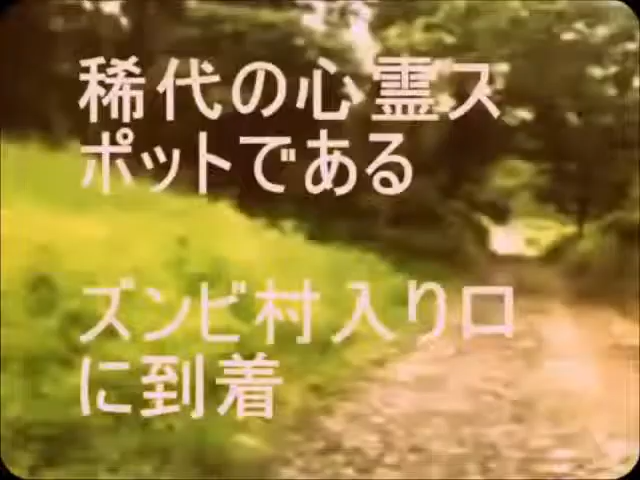 稀代の心霊ス
ポットである
ズンビ村入り口
に到着